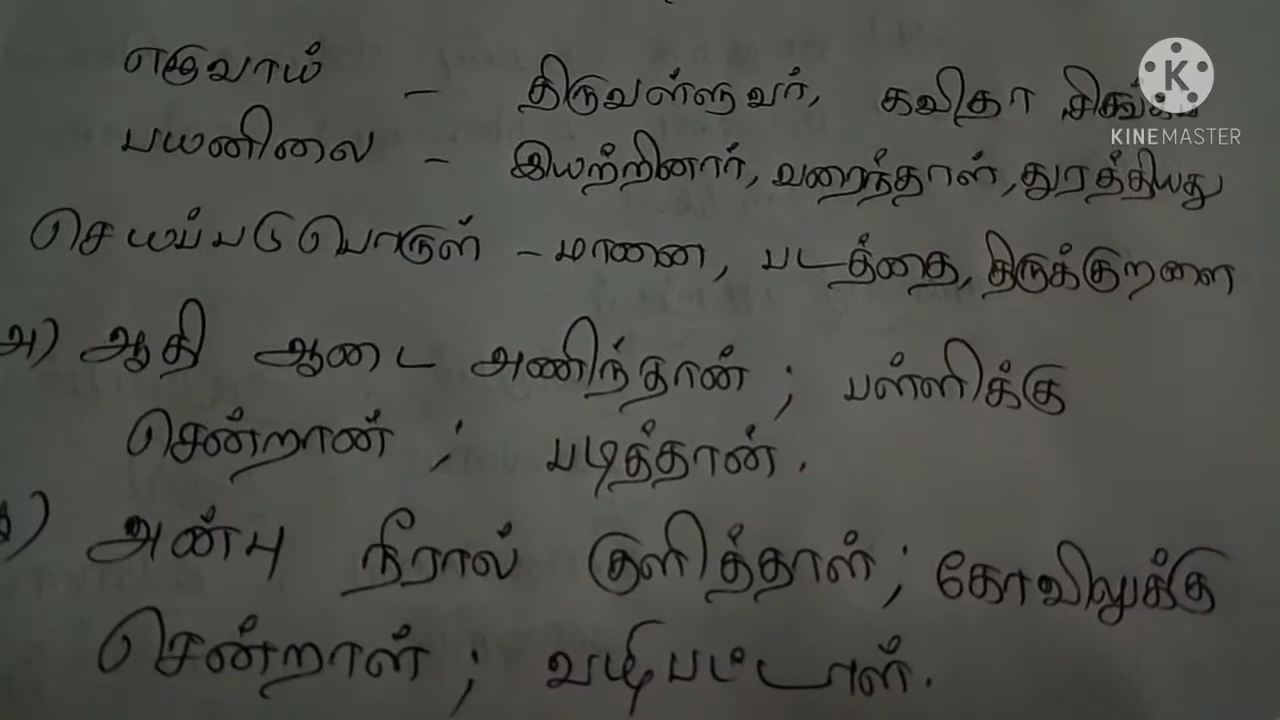 எழுவாய் - திருவள்ளுவர், கவிதா சிங்கம்
பயனிலை - இயற்றினார், வரைந்தாள், துரத்தியது
செயப்படுபொருள் - மானை, படத்தை, திருக்குறளை
அ) ஆதி ஆடை அணிந்தான் ; பள்ளிக்கு
சென்றான் ; படித்தான்.
) அன்பு நீரால் குளித்தாள் ; கோவிலுக்கு
சென்றாள் ; வழிபட்டாள்.
KINEMASTER